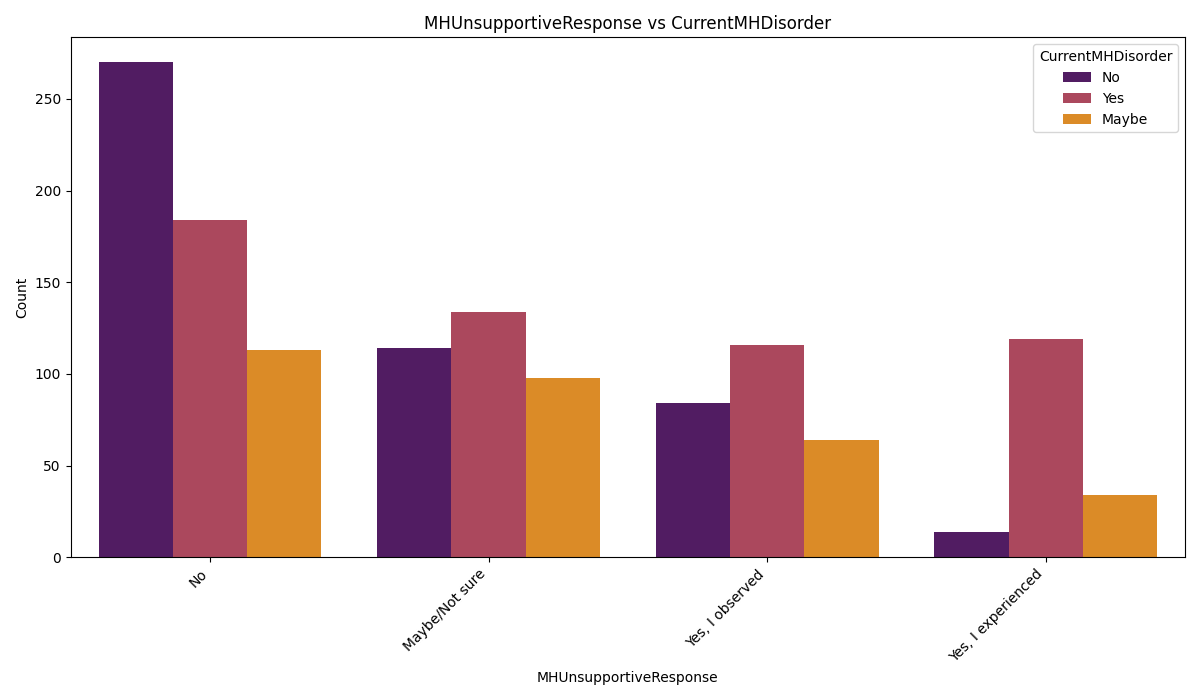 MHUnsupportiveResponse vs CurrentMHDisorder
CurrentMHDisorder
No
Yes
Maybe
Count
250
200
150
100
50
0
No
Maybe/Not sure
Yes, I observed
Yes, I experienced
MHUnsupportiveResponse